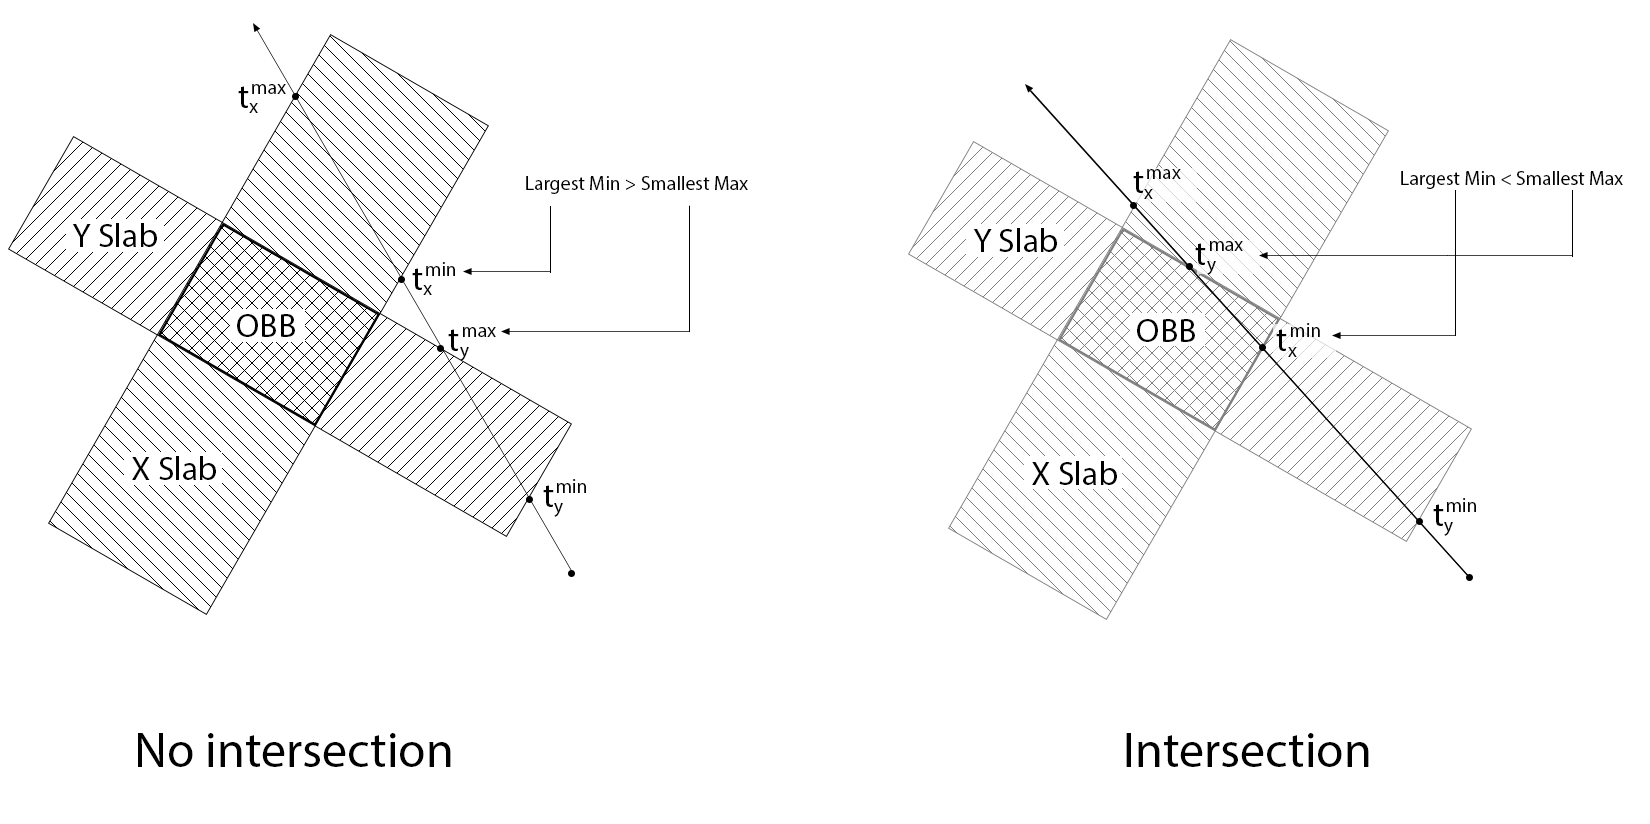 t_x^max
Largest Min > Smallest Max
Y Slab
t_x^min
OBB
t_y^max
X Slab
t_y^min
No intersection
t_x^max
Largest Min < Smallest Max
Y Slab
t_y^max
OBB
t_x^min
X Slab
t_y^min
Intersection